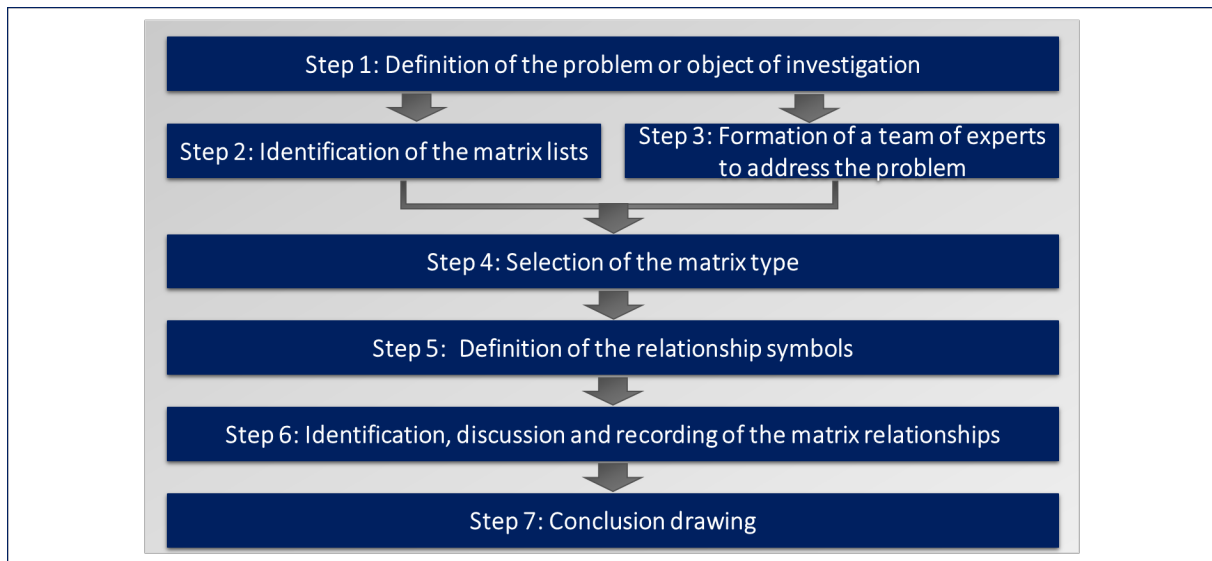 Step 1: Definition of the problem or object of investigation
Step 2: Identification of the matrix lists
Step 3: Formation of a team of experts
to address the problem
Step 4: Selection of the matrix type
Step 5:  Definition of the relationship symbols
Step 6: Identification, discussion and recording of the matrix relationships
Step 7: Conclusion drawing